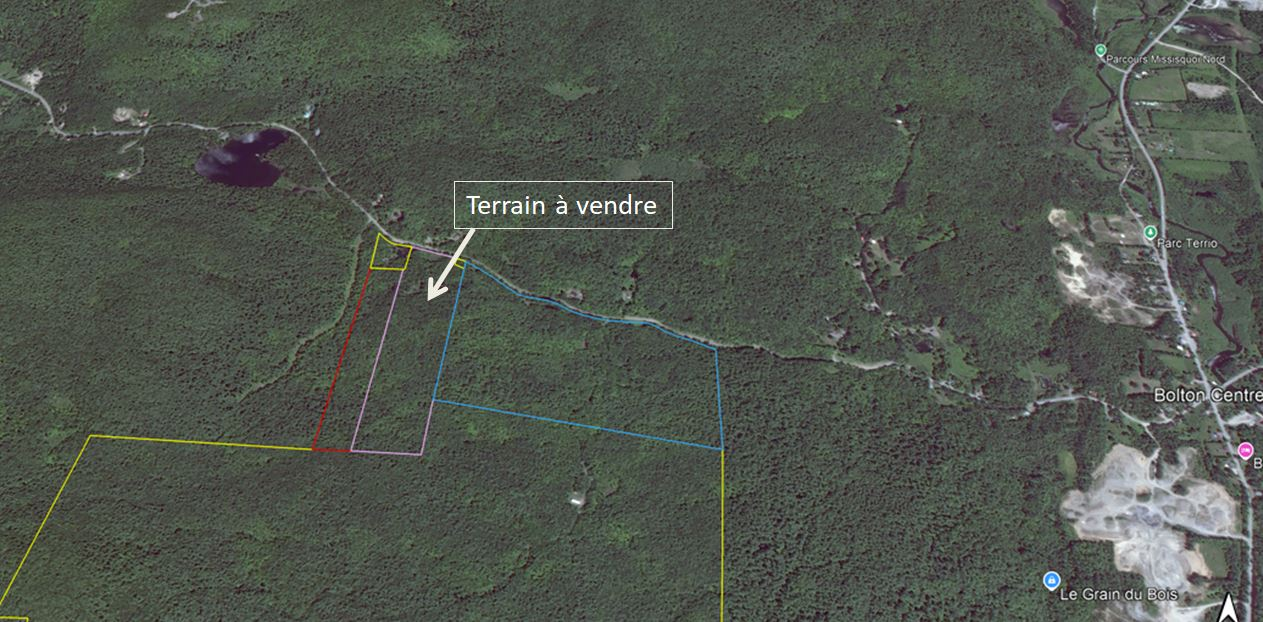 Parcours Missisquoi Nord
Terrain à vendre
Parc Terrio
Bolton Centre
B
Le Grain du Bois